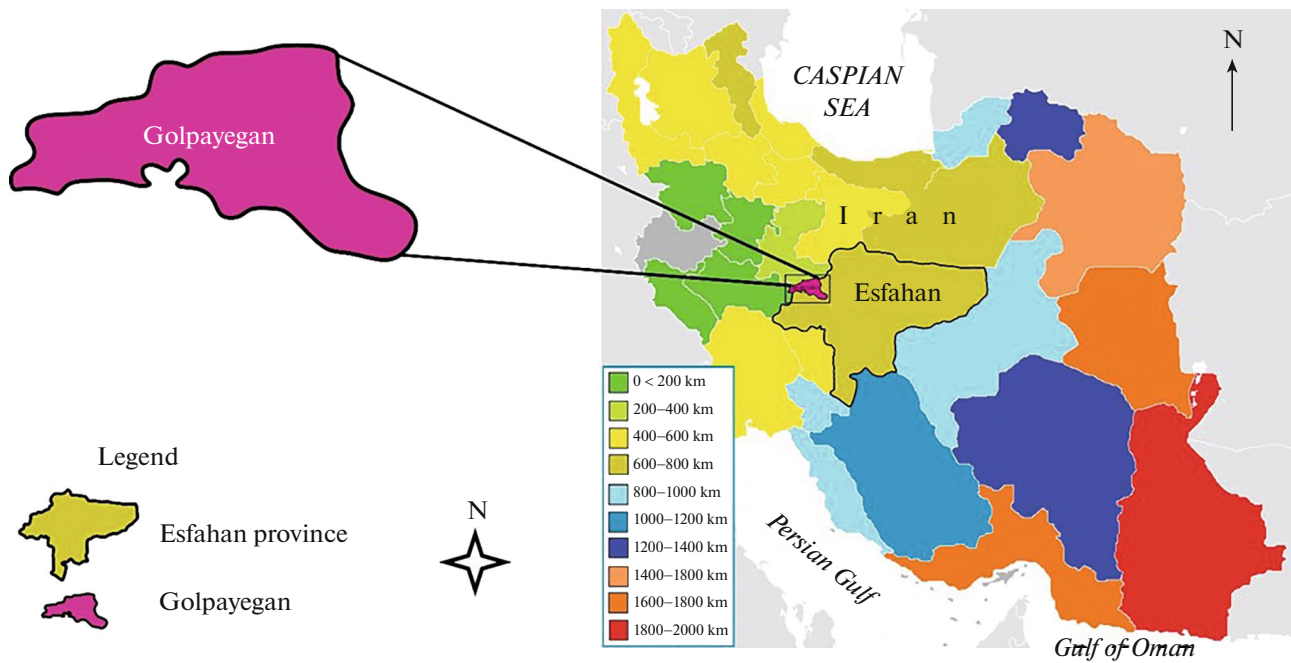 Golpayegan
CASPIAN
SEA
N
I r a n
Esfahan
0 < 200 km
200–400 km
400–600 km
600–800 km
800–1000 km
1000–1200 km
1200–1400 km
1400–1800 km
1600–1800 km
1800–2000 km
Legend
Esfahan province
Golpayegan
N
Persian Gulf
Gulf of Oman